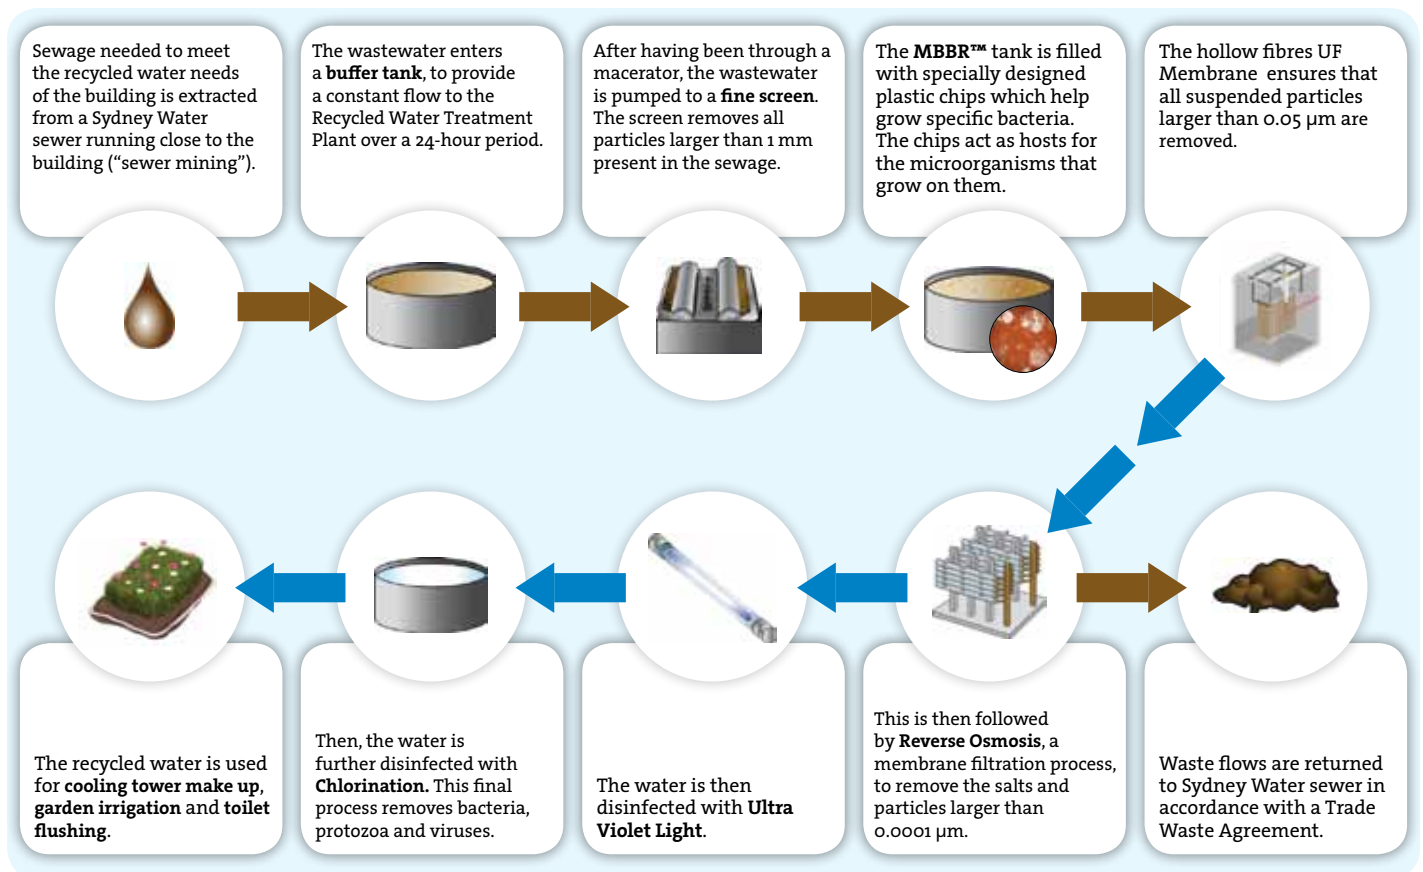 Sewage needed to meet
the recycled water needs
of the building is extracted
from a Sydney Water
sewer running close to the
building (“sewer mining”).
The wastewater enters
a buffer tank, to provide
a constant flow to the
Recycled Water Treatment
Plant over a 24-hour period.
After having been through a
macerator, the wastewater
is pumped to a fine screen.
The screen removes all
particles larger than 1 mm
present in the sewage.
The MBBR™ tank is filled
with specially designed
plastic chips which help
grow specific bacteria.
The chips act as hosts for
the microorganisms that
grow on them.
The hollow fibres UF
Membrane ensures that
all suspended particles
larger than 0.05 µm are
removed.
The recycled water is used
for cooling tower make up,
garden irrigation and toilet
flushing.
Then, the water is
further disinfected with
Chlorination. This final
process removes bacteria,
protozoa and viruses.
The water is then
disinfected with Ultra
Violet Light.
This is then followed
by Reverse Osmosis, a
membrane filtration process,
to remove the salts and
particles larger than
0.0001 µm.
Waste flows are returned
to Sydney Water sewer in
accordance with a Trade
Waste Agreement.